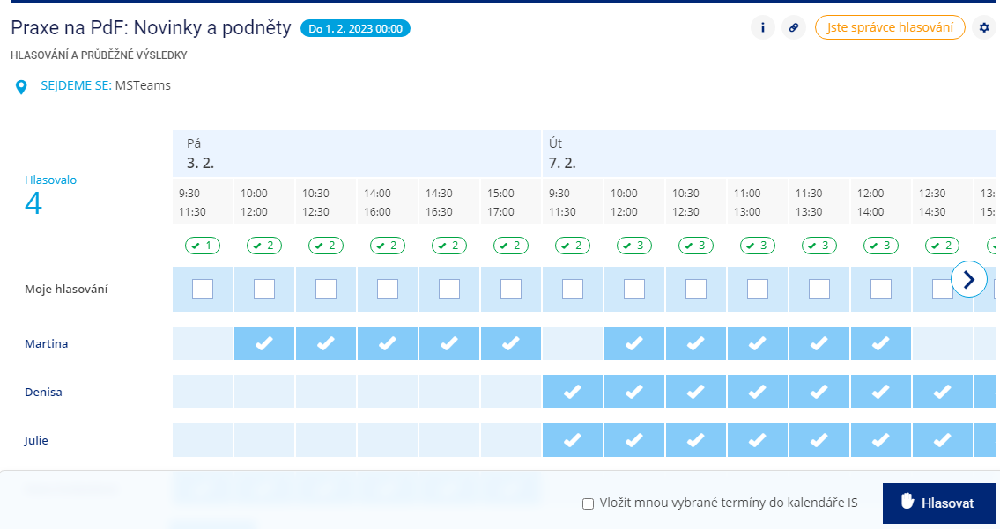 Praxe na PdF: Novinky a podněty Do 1. 2. 2023 00:00 i Jste správce hlasování
HLASOVÁNÍ A PRŮBĚŽNÉ VÝSLEDKY
SEJDEME SE: MSTeams
Pá Út
3. 2. 7. 2.
Hlasovalo
4
9:30 10:00 10:30 14:00 14:30 15:00 9:30 10:00 10:30 11:00 11:30 12:00 12:30
11:30 12:00 12:30 16:00 16:30 17:00 11:30 12:00 12:30 13:00 13:30 14:00 14:30
1 2 2 2 2 2 2 3 3 3 3 3 2
Moje hlasování
Martina
Denisa
Julie
Vložit mnou vybrané termíny do kalendáře IS Hlasovat